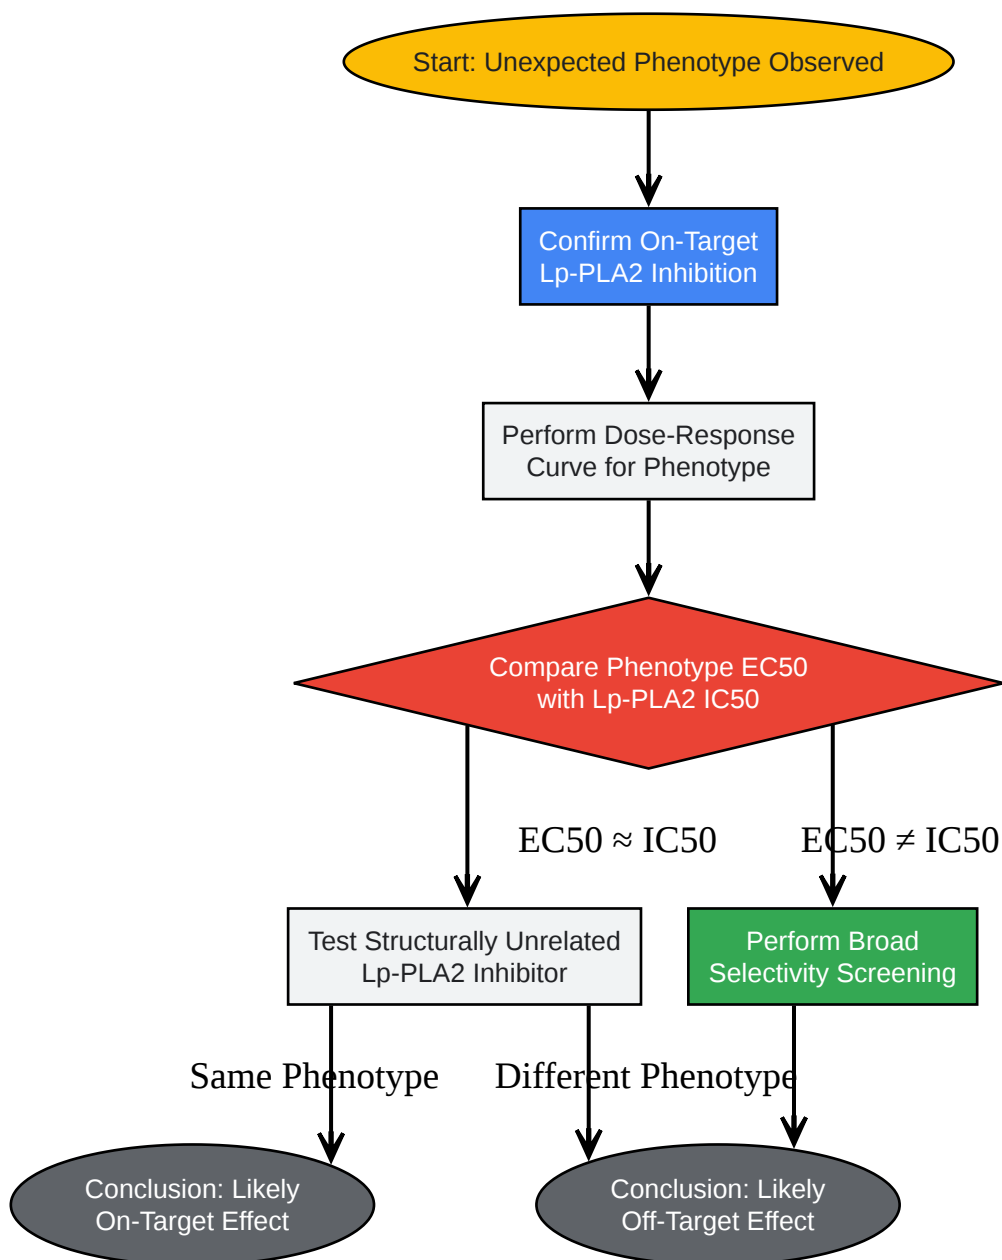 Start: Unexpected Phenotype Observed
Confirm On-Target
Lp-PLA2 Inhibition
Perform Dose-Response
Curve for Phenotype
Compare Phenotype EC50
with Lp-PLA2 IC50
EC50 ≈ IC50
EC50 ≠ IC50
Test Structurally Unrelated
Lp-PLA2 Inhibitor
Perform Broad
Selectivity Screening
Same Phenotype
Different Phenotype
Conclusion: Likely
On-Target Effect
Conclusion: Likely
Off-Target Effect